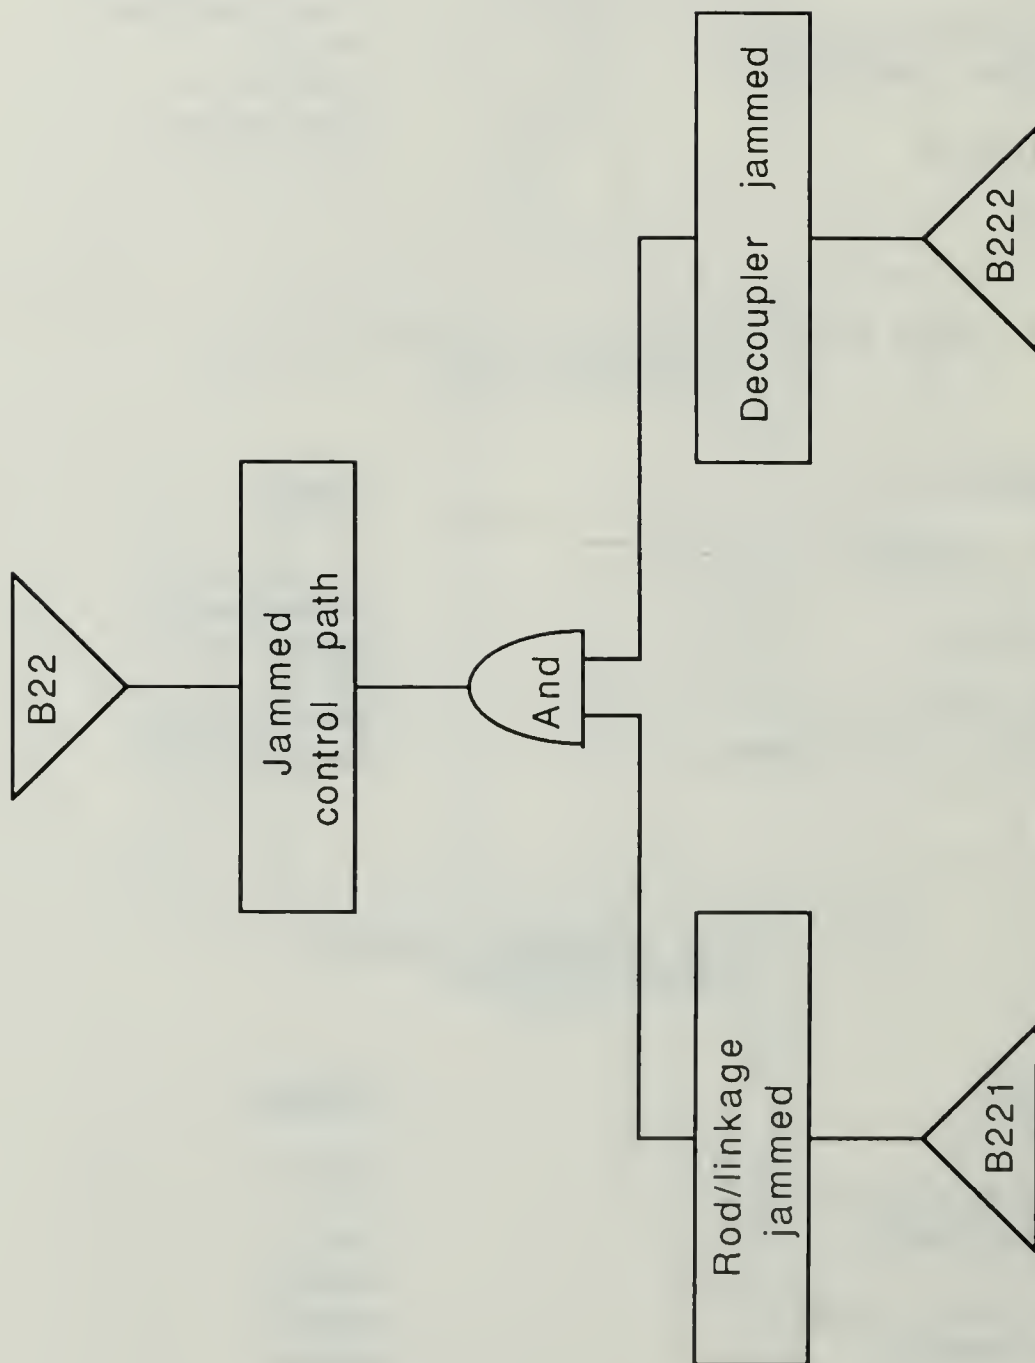 B22
Jammed
control path
And
Rod/linkage
jammed
Decoupler jammed
B221
B222